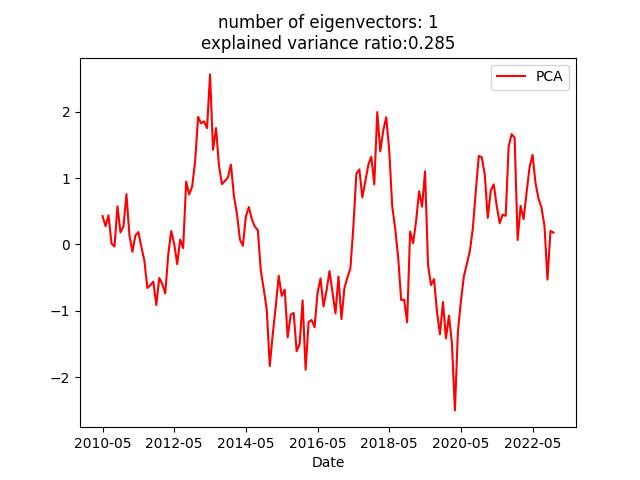 number of eigenvectors: 1
explained variance ratio:0.285
PCA
2
1
0
−1
−2
2010-05 2012-05 2014-05 2016-05 2018-05 2020-05 2022-05
Date